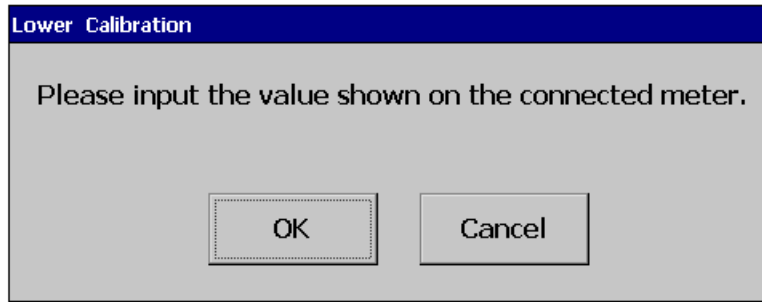 Lower Calibration
Please input the value shown on the connected meter.
OK
Cancel